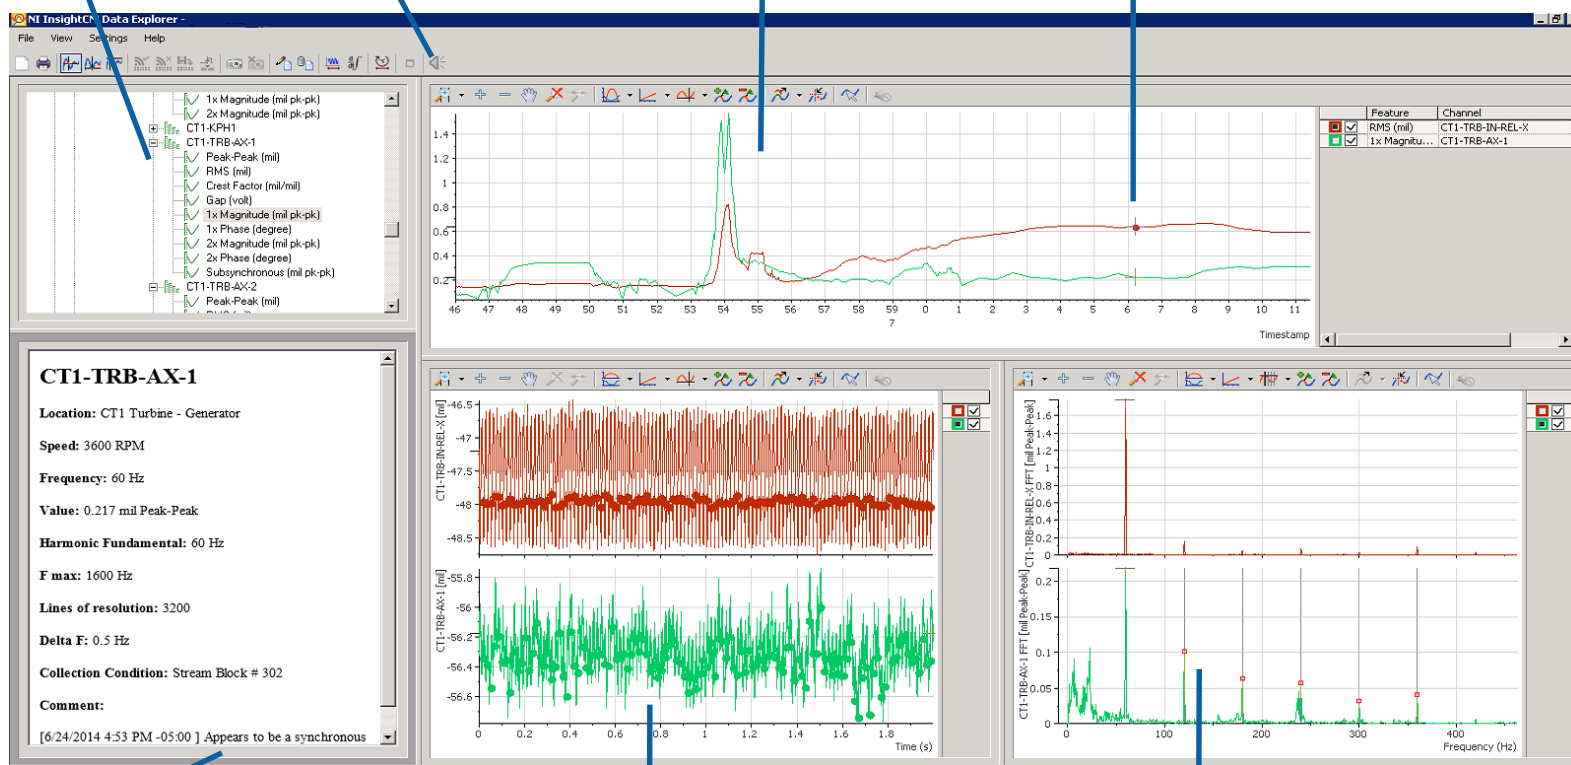 NI InsightCM Data Explorer -
File View Settings Help
1x Magnitude (mil pk-pk)
2x Magnitude (mil pk-pk)
CT1-KPH1
CT1-TRB-AX-1
Peak-Peak (mil)
RMS (mil)
Crest Factor (mil/mil)
Gap (volt)
1x Magnitude (mil pk-pk)
1x Phase (degree)
2x Magnitude (mil pk-pk)
2x Phase (degree)
Subsynchronous (mil pk-pk)
CT1-TRB-AX-2
Peak-Peak (mil)
1.4
1.2
1
0.8
0.6
0.4
0.2
46 47 48 49 50 51 52 53 54 55 56 57 58 59 0 1 2 3 4 5 6 7 8 9 10 11
7
Timestamp
Feature Channel
RMS (mil) CT1-TRB-IN-REL-X
1x Magnitu... CT1-TRB-AX-1
CT1-TRB-AX-1
Location: CT1 Turbine - Generator
Speed: 3600 RPM
Frequency: 60 Hz
Value: 0.217 mil Peak-Peak
Harmonic Fundamental: 60 Hz
F max: 1600 Hz
Lines of resolution: 3200
Delta F: 0.5 Hz
Collection Condition: Stream Block # 302
Comment:
[6/24/2014 4:53 PM -05:00 ] Appears to be a synchronous
CT1-TRB-IN-REL-X [mil]
-46.5
-47
-47.5
-48
-48.5
CT1-TRB-AX-1 [mil]
-55.8
-56
-56.2
-56.4
-56.6
0 0.2 0.4 0.6 0.8 1 1.2 1.4 1.6 1.8
Time (s)
CT1-TRB-IN-REL-X FFT [mil Peak-Peak]
1.6
1.4
1.2
1
0.8
0.6
0.4
0.2
0
CT1-TRB-AX-1 FFT [mil Peak-Peak]
0.2
0.15
0.1
0.05
0
0 100 200 300 400
Frequency (Hz)